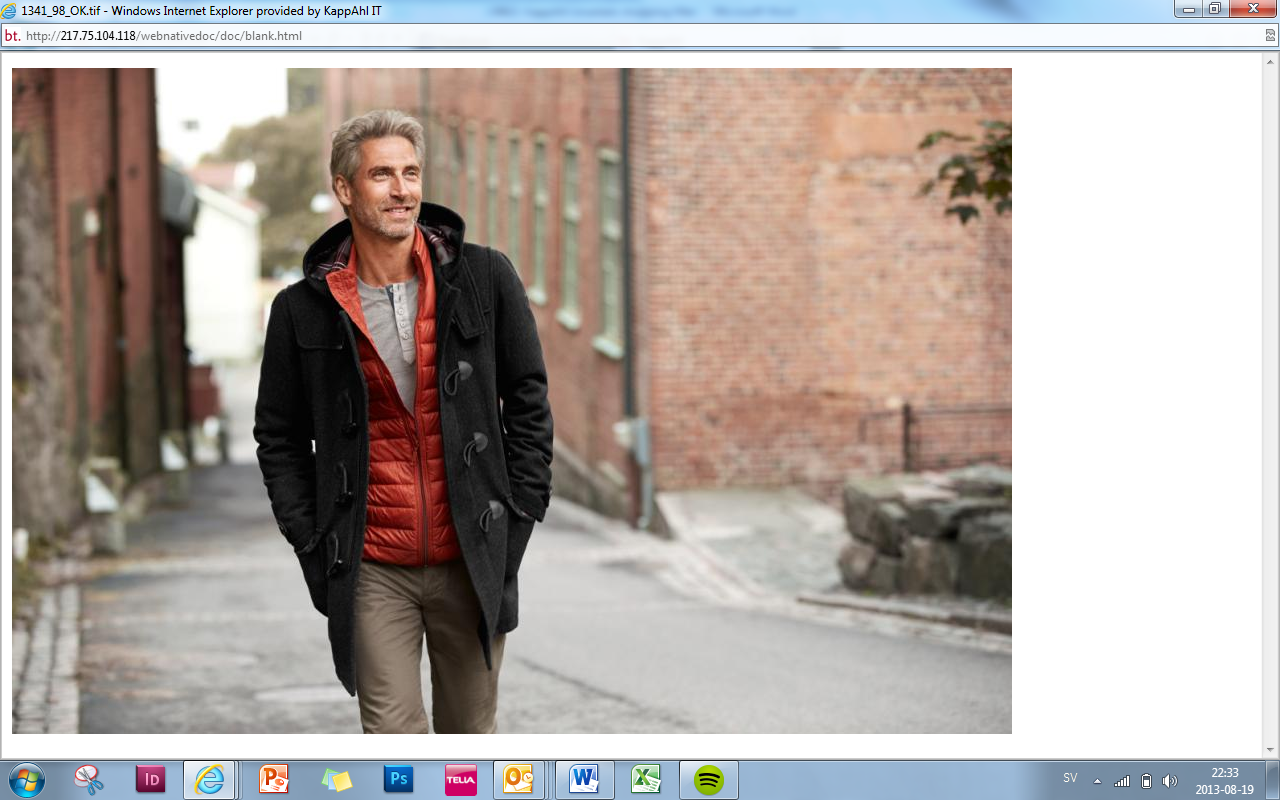 1341_98_OK.tif - Windows Internet Explorer provided by KappAhl IT
bt. http://217.75.104.118/webnativedoc/doc/blank.html
Id
P
Ps
TELIA
O
W
X
SV
22:33
2013-08-19